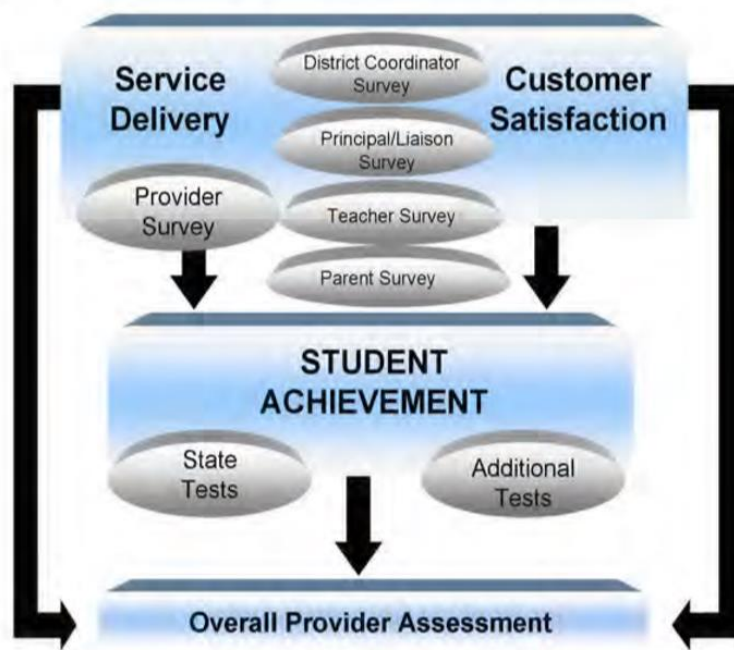 Service
Delivery
District Coordinator
Survey
Customer
Satisfaction
Principal/Liaison
Survey
Provider
Survey
Teacher Survey
Parent Survey
STUDENT
ACHIEVEMENT
State
Tests
Additional
Tests
Overall Provider Assessment